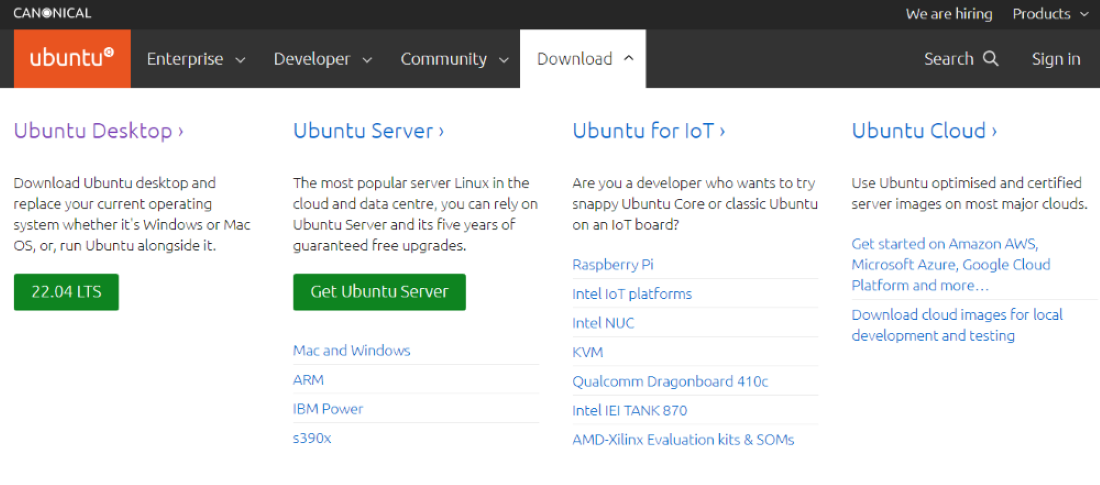 CANONICAL
We are hiring
Products
ubuntu
Enterprise
Developer
Community
Download
Search
Sign in
Ubuntu Desktop ›
Download Ubuntu desktop and
replace your current operating
system whether it's Windows or Mac
OS, or, run Ubuntu alongside it.
22.04 LTS
Ubuntu Server ›
The most popular server Linux in the
cloud and data centre, you can rely on
Ubuntu Server and its five years of
guaranteed free upgrades.
Get Ubuntu Server
Mac and Windows
ARM
IBM Power
s390x
Ubuntu for IoT ›
Are you a developer who wants to try
snappy Ubuntu Core or classic Ubuntu
on an IoT board?
Raspberry Pi
Intel IoT platforms
Intel NUC
KVM
Qualcomm Dragonboard 410c
Intel IEI TANK 870
AMD-Xilinx Evaluation kits & SOMs
Ubuntu Cloud ›
Use Ubuntu optimised and certified
server images on most major clouds.
Get started on Amazon AWS,
Microsoft Azure, Google Cloud
Platform and more…
Download cloud images for local
development and testing